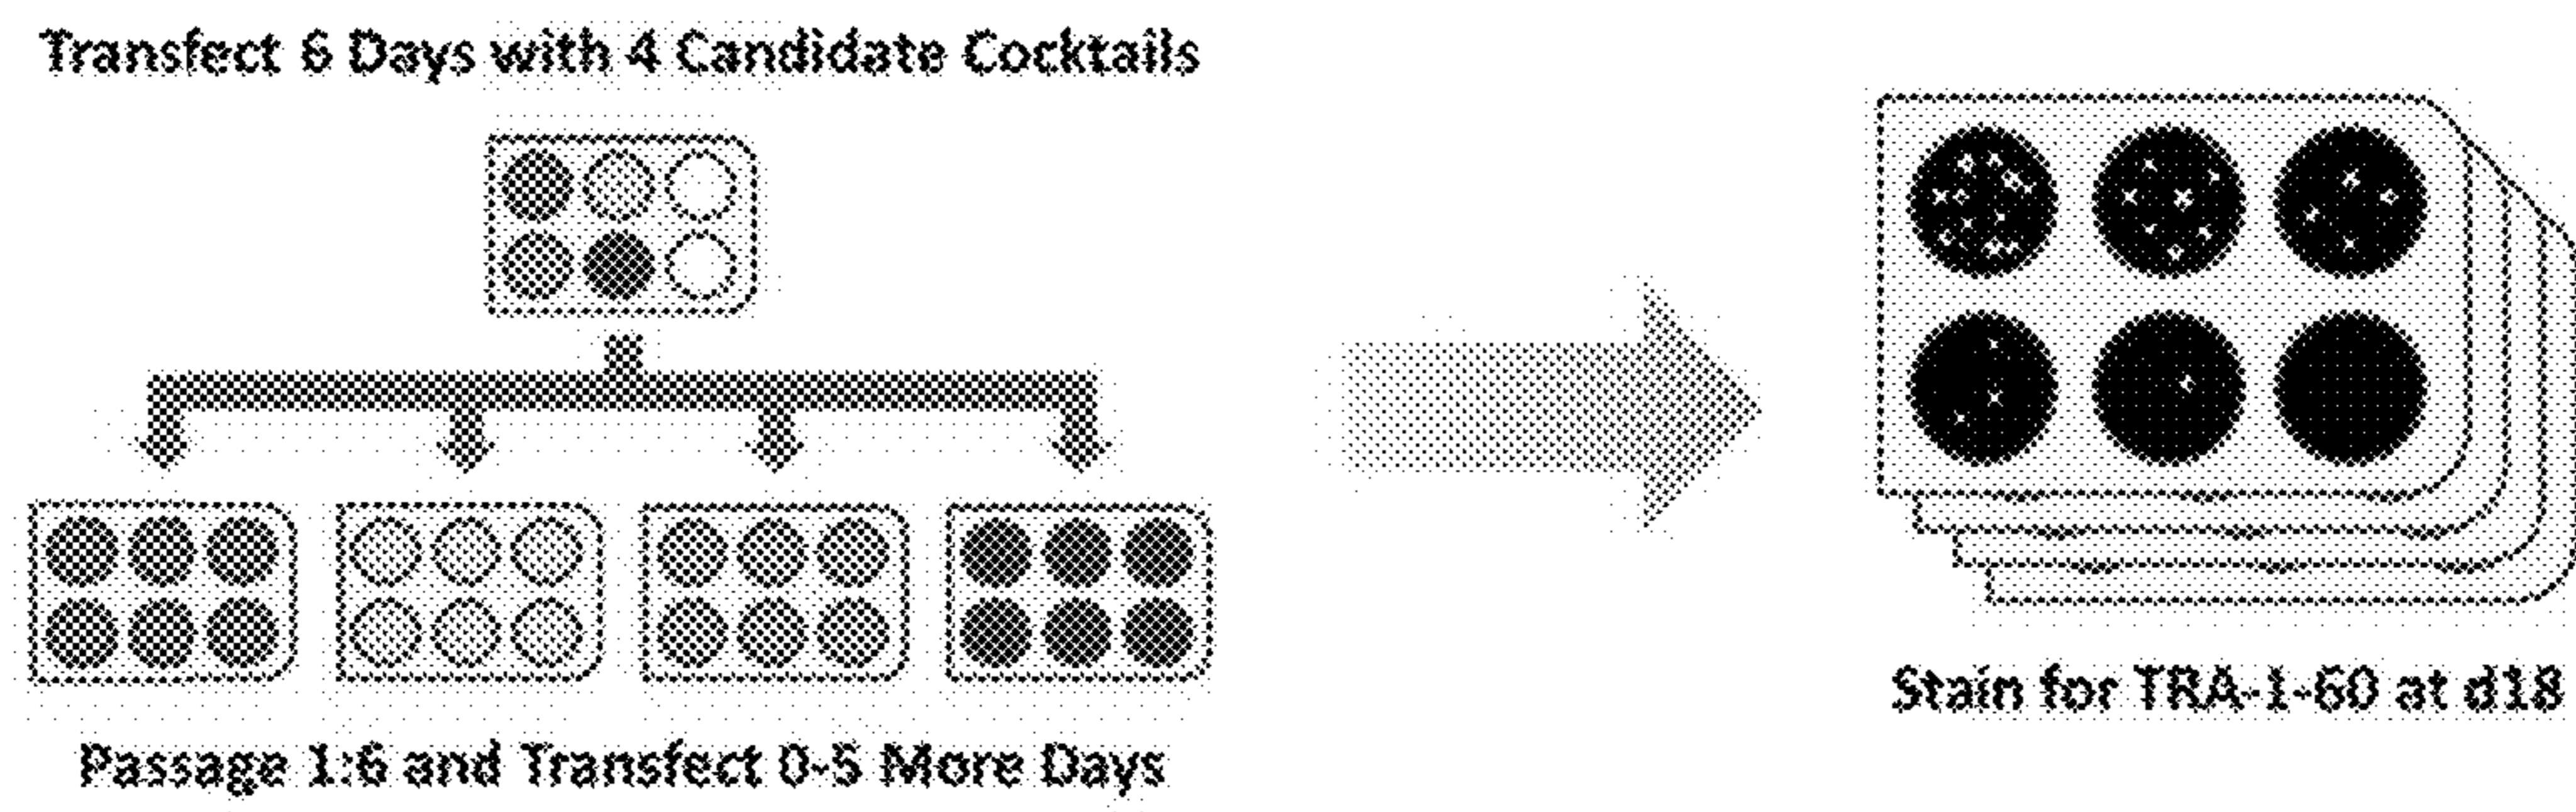 Transfect 6 Days with 4 Candidate Cocktails
Passage 1:6 and Transfect 0-5 More Days
Stain for TRA-1-60 at d18